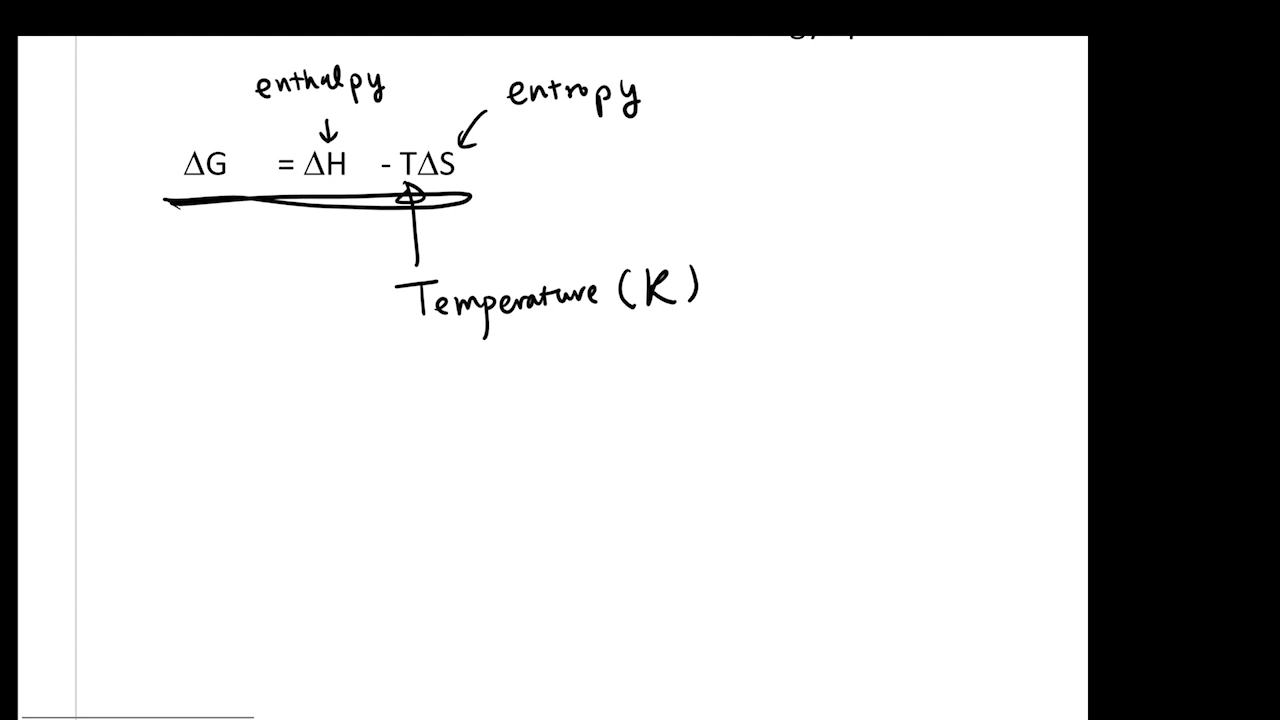 enthalpy
entropy
ΔG = ΔH - TΔS
Temperature (K)